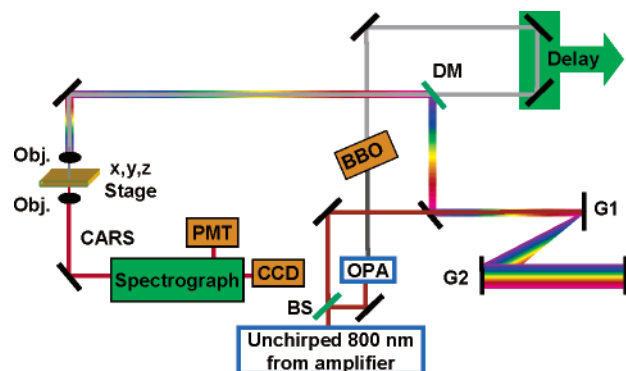 Delay
DM
BBO
Obj.
x,y,z
Stage
Obj.
CARS
PMT
Spectrograph
CCD
OPA
BS
G1
G2
Unchirped 800 nm
from amplifier